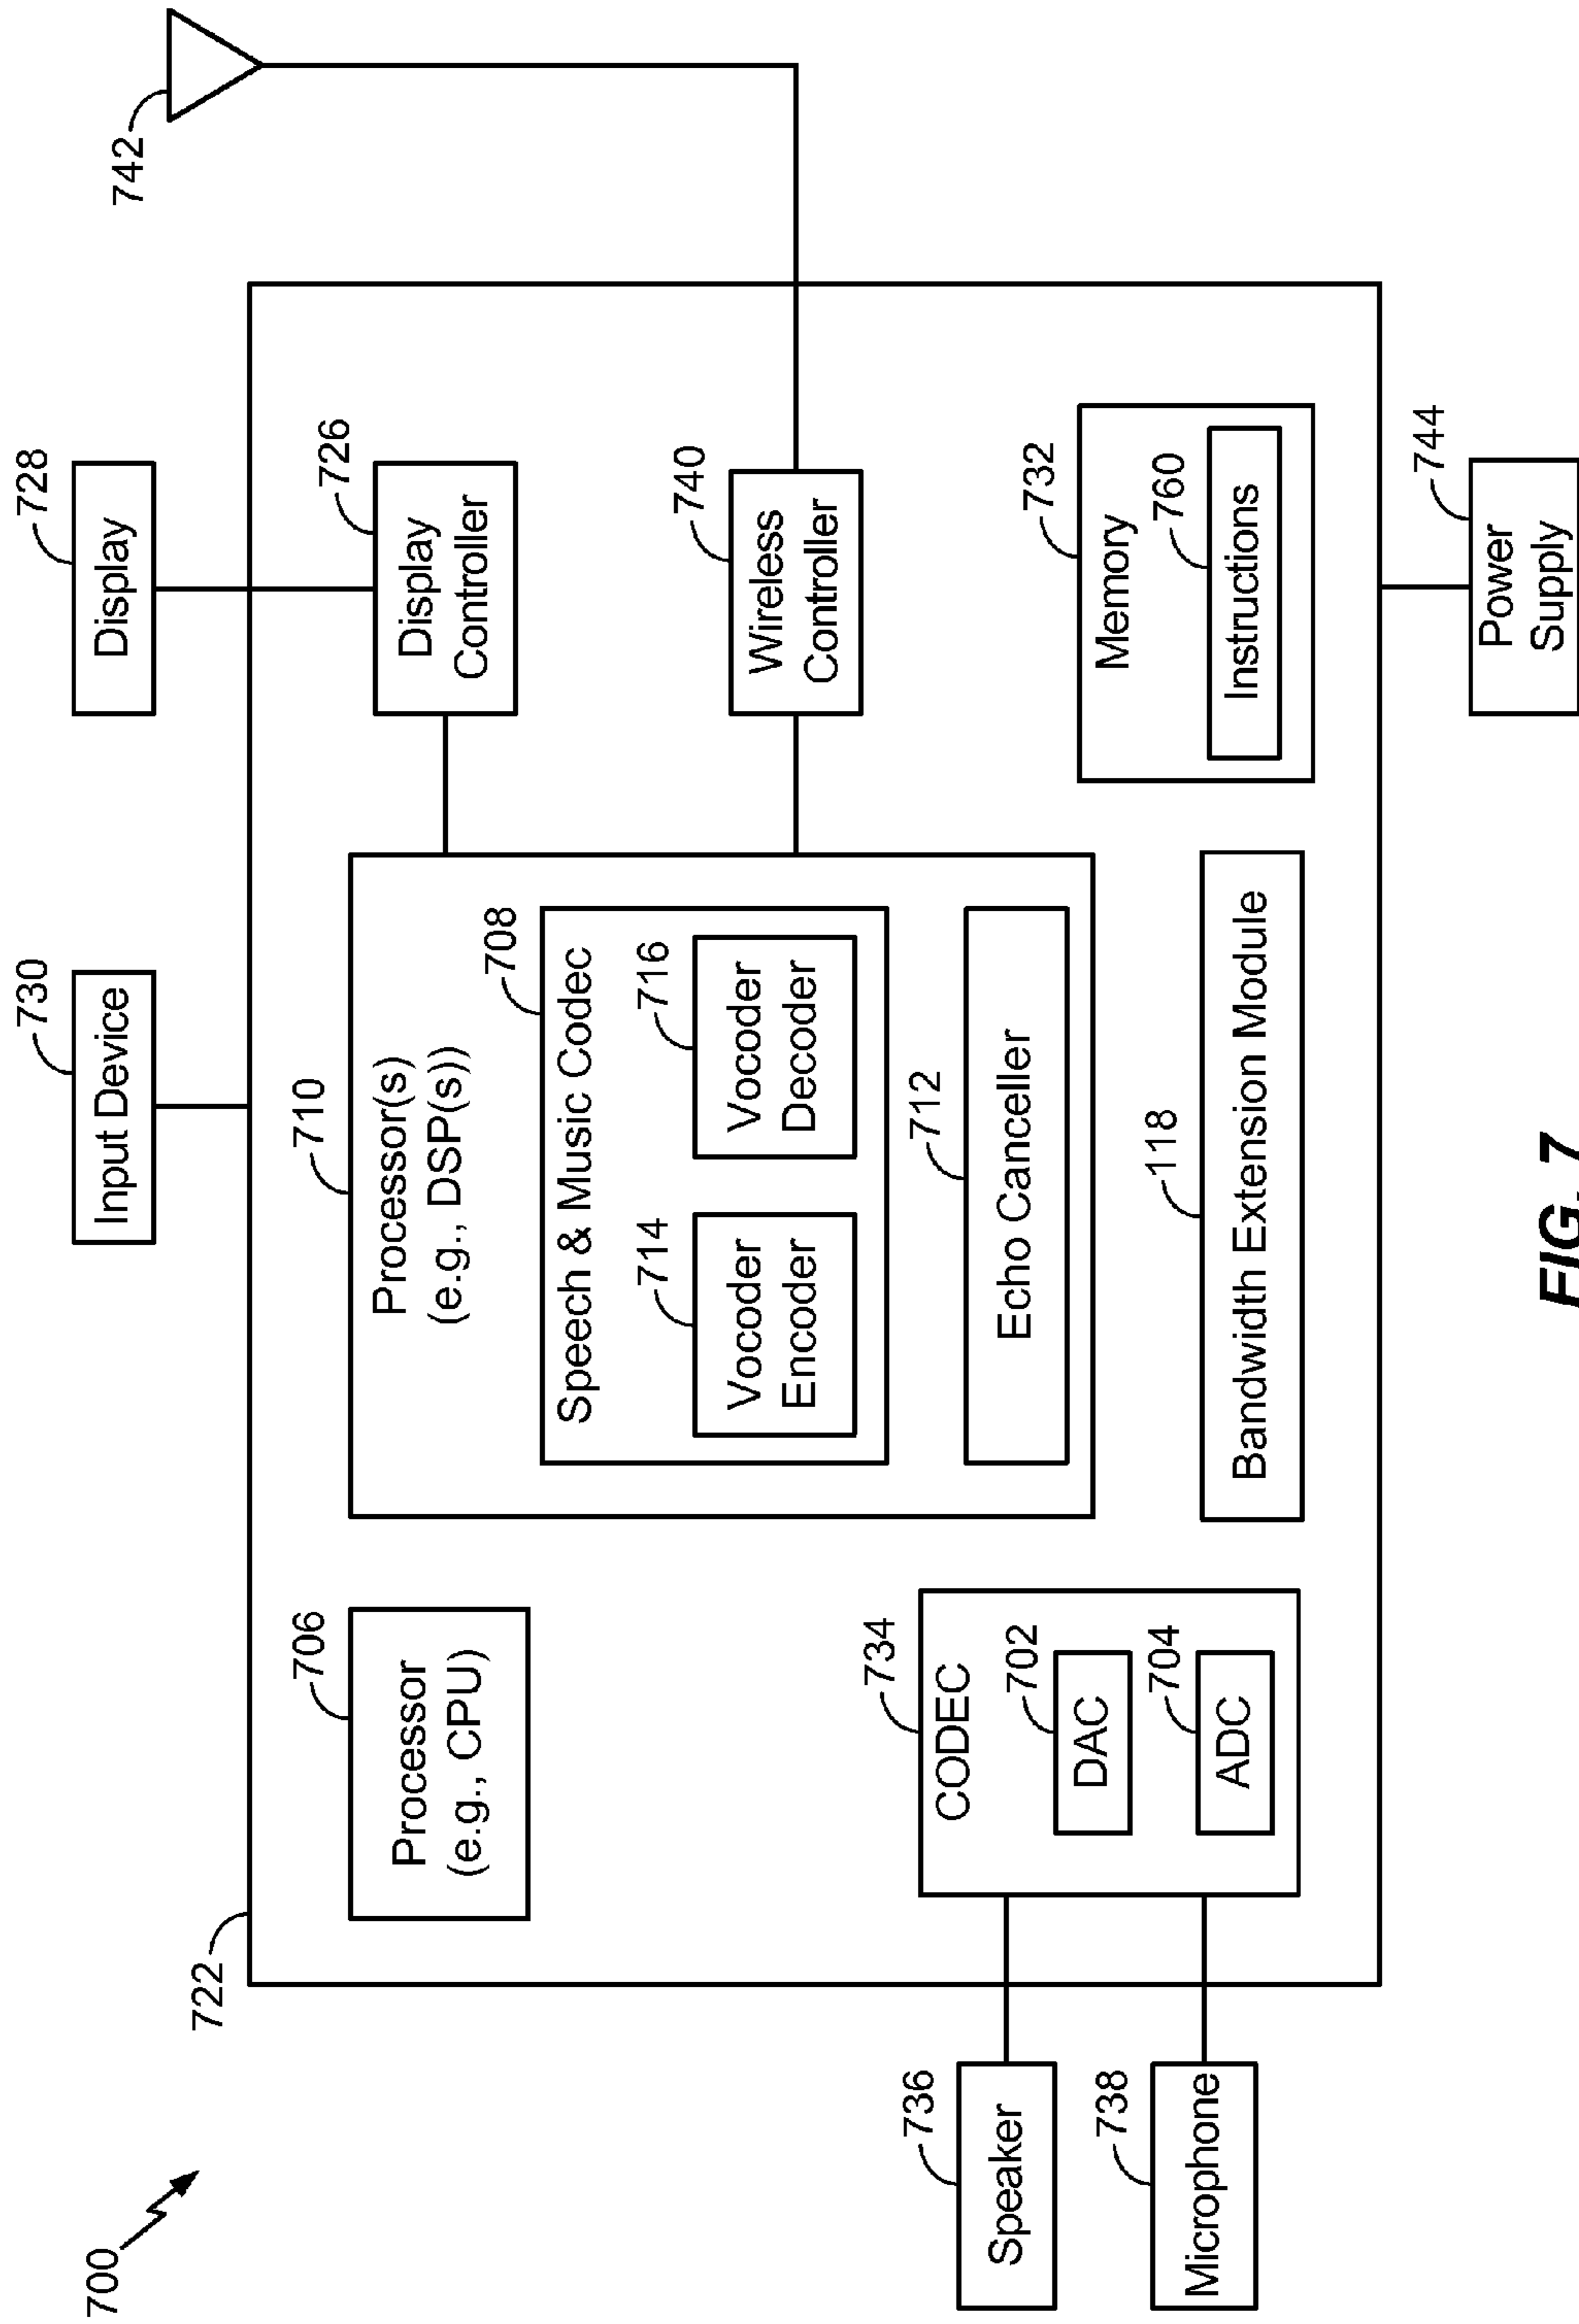 700
722
730
Input Device
728
Display
742
706
Processor
(e.g., CPU)
710
Processor(s)
(e.g., DSP(s))
708
Speech & Music Codec
714
Vocoder
Encoder
716
Vocoder
Decoder
712
Echo Canceller
726
Display
Controller
740
Wireless
Controller
736
Speaker
738
Microphone
734
CODEC
702
DAC
704
ADC
118
Bandwidth Extension Module
732
Memory
760
Instructions
744
Power
Supply
FIG. 7